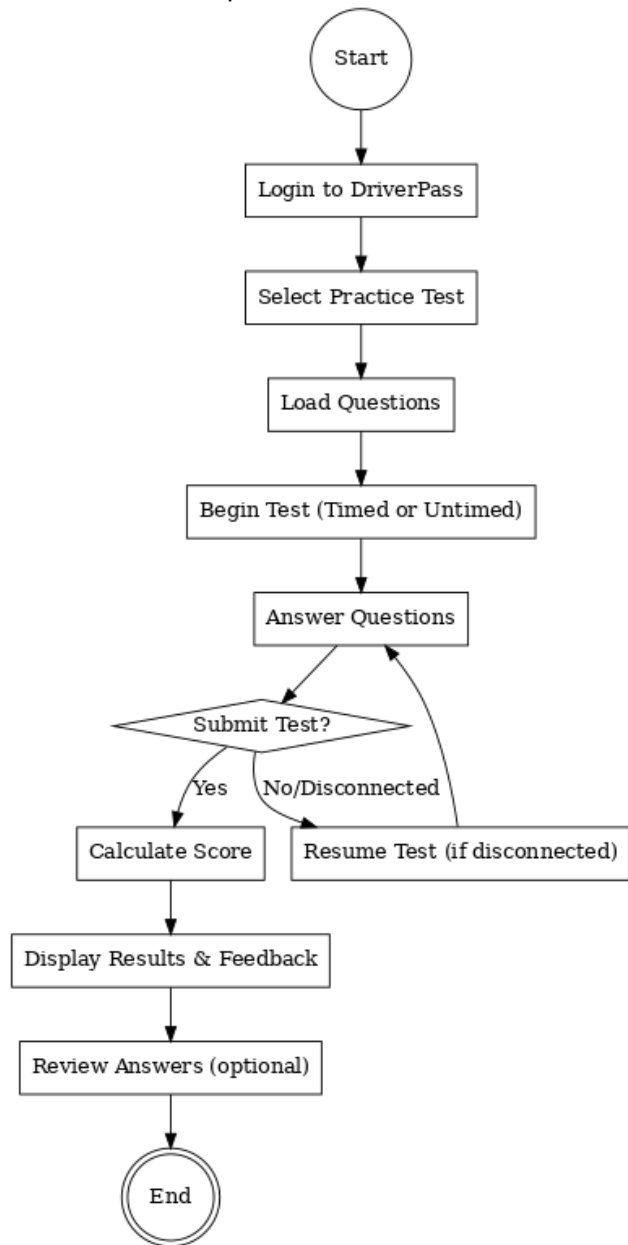 Start
Login to DriverPass
Select Practice Test
Load Questions
Begin Test (Timed or Untimed)
Answer Questions
Submit Test?
Yes
No/Disconnected
Calculate Score
Resume Test (if disconnected)
Display Results & Feedback
Review Answers (optional)
End